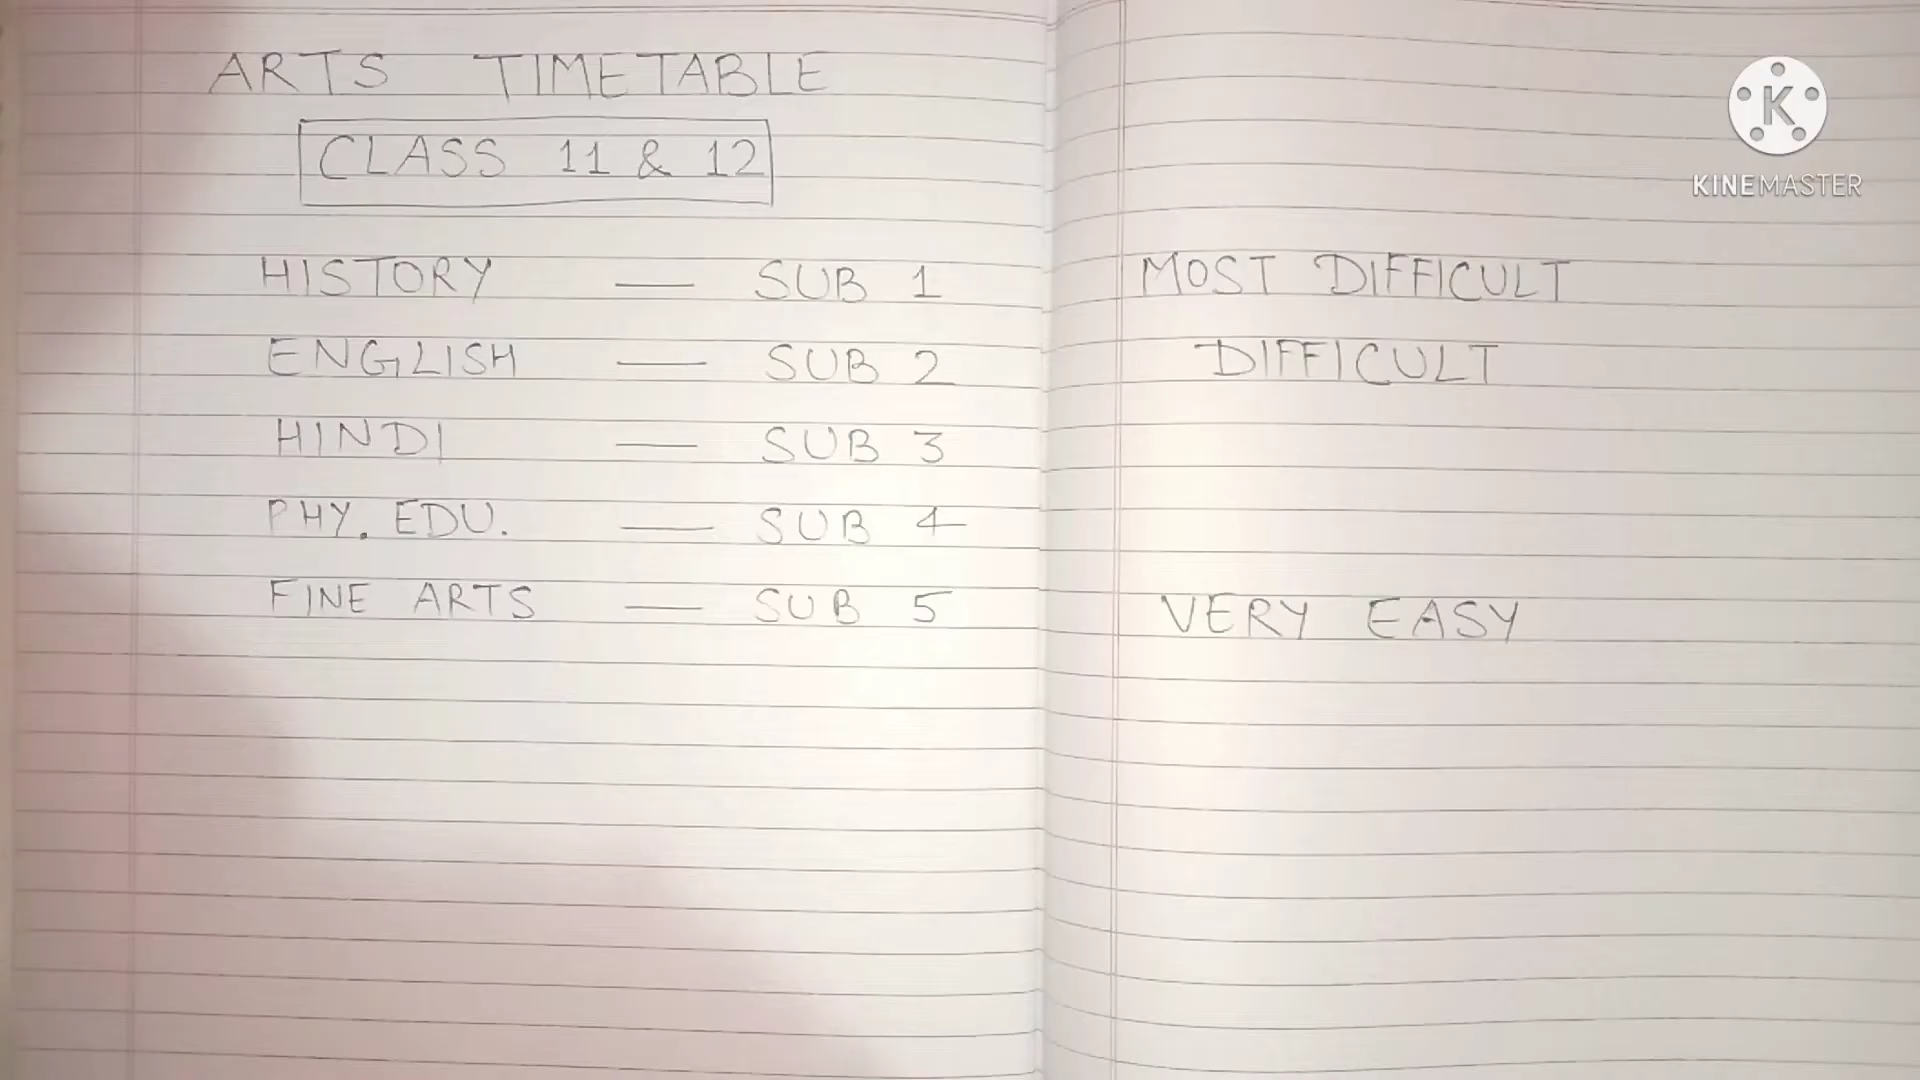 ARTS TIMETABLE
CLASS 11 & 12
HISTORY — SUB 1 MOST DIFFICULT
ENGLISH — SUB 2 DIFFICULT
HINDI — SUB 3
PHY. EDU. — SUB 4
FINE ARTS — SUB 5 VERY EASY
K
KINEMASTER